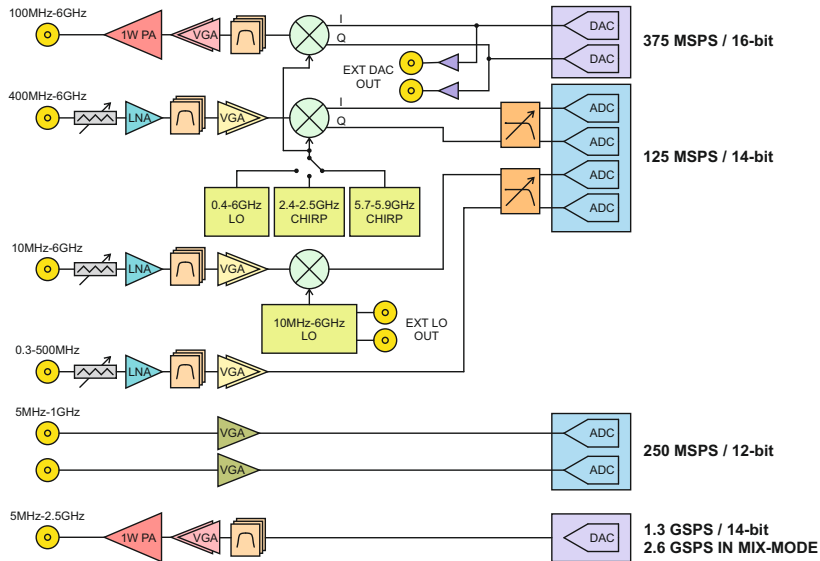 100MHz-6GHz
1W PA
VGA
I
Q
DAC
DAC
375 MSPS / 16-bit
EXT DAC
OUT
400MHz-6GHz
LNA
VGA
I
Q
ADC
ADC
ADC
ADC
125 MSPS / 14-bit
0.4-6GHz
LO
2.4-2.5GHz
CHIRP
5.7-5.9GHz
CHIRP
10MHz-6GHz
LNA
VGA
10MHz-6GHz
LO
EXT LO
OUT
0.3-500MHz
LNA
VGA
5MHz-1GHz
VGA
VGA
ADC
ADC
250 MSPS / 12-bit
5MHz-2.5GHz
1W PA
VGA
DAC
1.3 GSPS / 14-bit
2.6 GSPS IN MIX-MODE